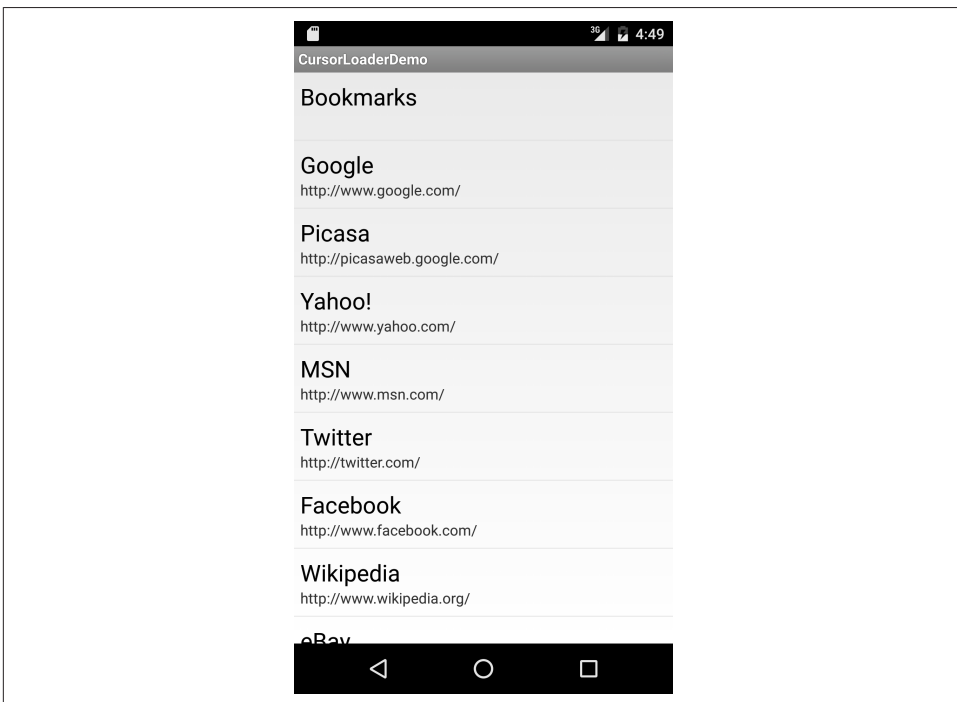 3G 4:49
CursorLoaderDemo
Bookmarks
Google
http://www.google.com/
Picasa
http://picasaweb.google.com/
Yahoo!
http://www.yahoo.com/
MSN
http://www.msn.com/
Twitter
http://twitter.com/
Facebook
http://www.facebook.com/
Wikipedia
http://www.wikipedia.org/
eBay